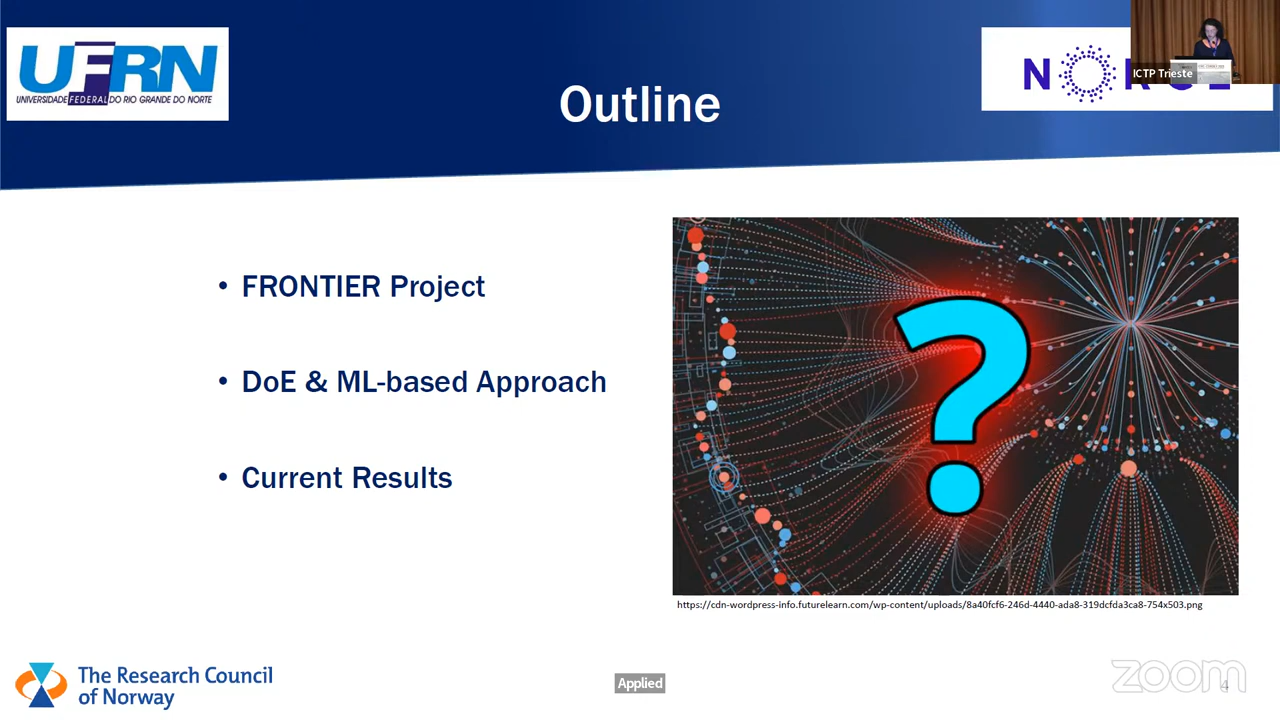 UFRN
UNIVERSIDADE FEDERAL DO RIO GRANDE DO NORTE
Outline
ICTP Trieste
• FRONTIER Project
• DoE & ML-based Approach
• Current Results
?
https://cdn-wordpress-info.futurelearn.com/wp-content/uploads/8a40fcf6-246d-4440-ada8-319dcfda3ca8-754x503.png
The Research Council
of Norway
Applied
zoom
4